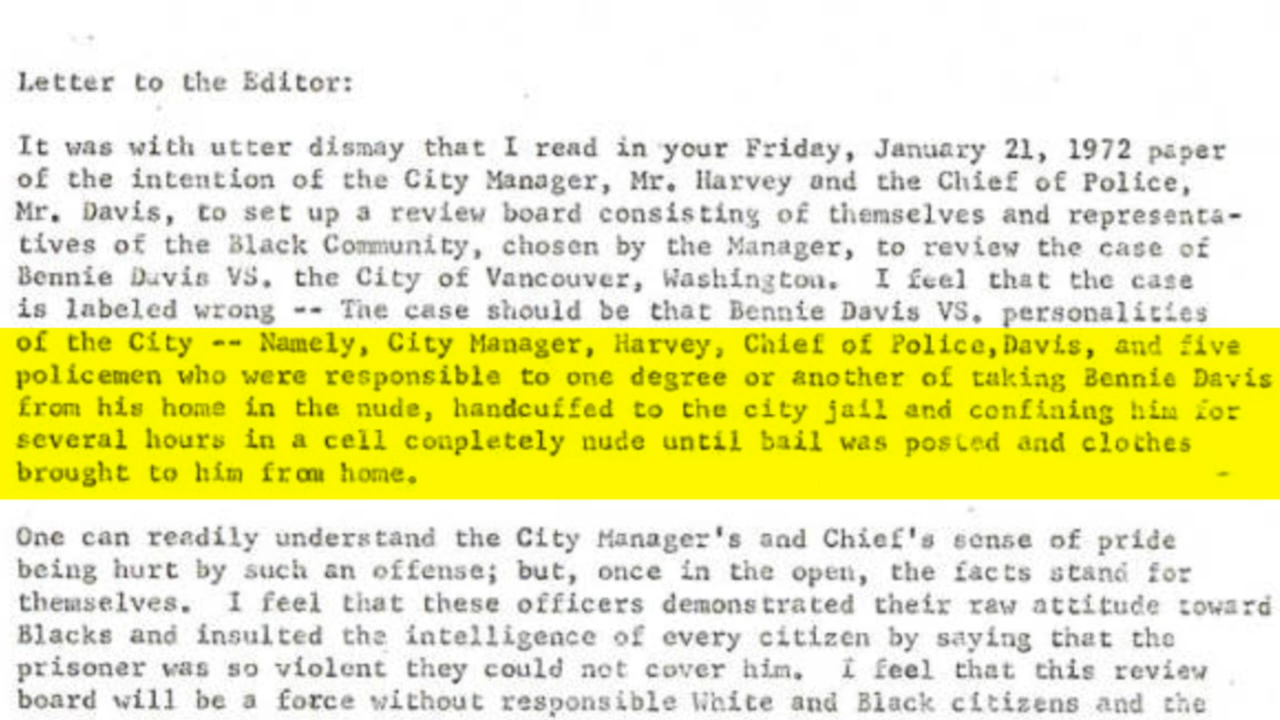 Letter to the Editor:
It was with utter dismay that I read in your Friday, January 21, 1972 paper
of the intention of the City Manager, Mr. Harvey and the Chief of Police,
Mr. Davis, to set up a review board consisting of themselves and representa-
tives of the Black Community, chosen by the Manager, to review the case of
Bennie Davis VS. the City of Vancouver, Washington. I feel that the case
is labeled wrong -- The case should be that Bennie Davis VS. personalities
of the City -- Namely, City Manager, Harvey, Chief of Police,Davis, and five
policemen who were responsible to one degree or another of taking Bennie Davis
from his home in the nude, handcuffed to the city jail and confining him for
several hours in a cell conpletely nude until bail was posted and clothes
brought to him from home.
One can readily understand the City Manager's and Chief's sense of pride
being hurt by such an offense; but, once in the open, the facts stand for
themselves. I feel that these officers demonstrated their raw attitude toward
Blacks and insulted the intelligence of every citizen by saying that the
prisoner was so violent they could not cover him. I feel that this review
board will be a force without responsible White and Black citizens and the